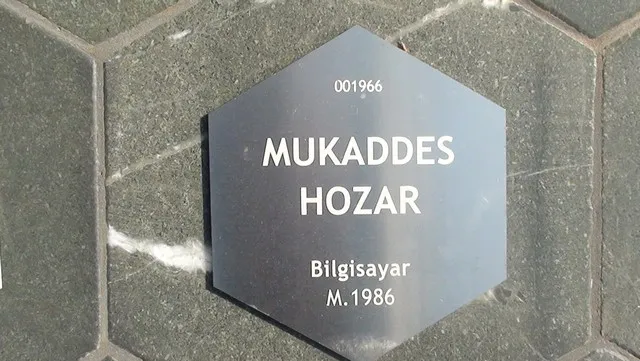 001966
MUKADDES
HOZAR
Bilgisayar
M.1986